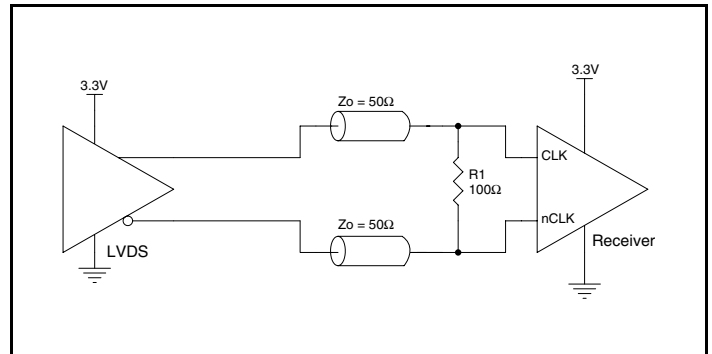 3.3V
3.3V
Zo = 50Ω
CLK
R1
100Ω
nCLK
Zo = 50Ω
Receiver
LVDS